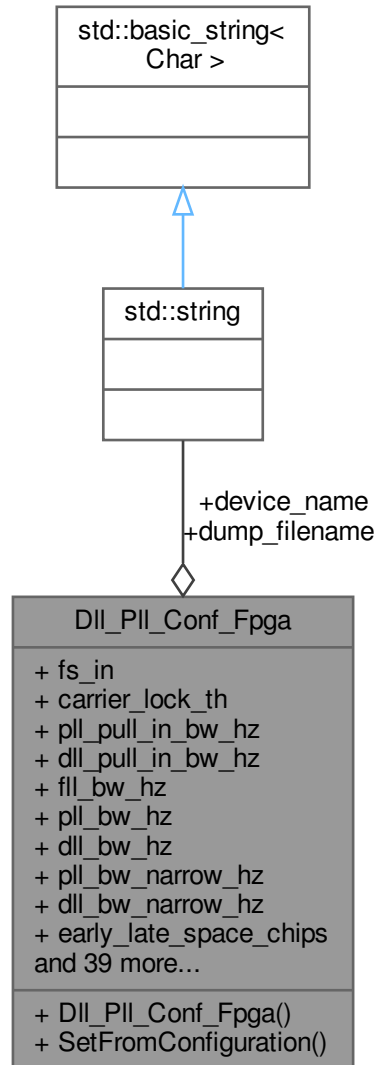 std::basic_string<
Char >
std::string
+device_name
+dump_filename
Dll_Pll_Conf_Fpga
+ fs_in
+ carrier_lock_th
+ pll_pull_in_bw_hz
+ dll_pull_in_bw_hz
+ fll_bw_hz
+ pll_bw_hz
+ dll_bw_hz
+ pll_bw_narrow_hz
+ dll_bw_narrow_hz
+ early_late_space_chips
and 39 more...
+ Dll_Pll_Conf_Fpga()
+ SetFromConfiguration()